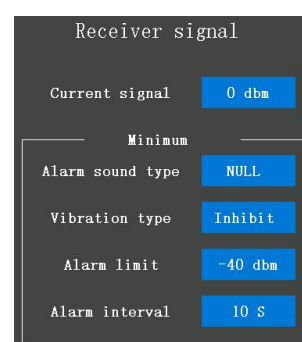 Receiver signal
Current signal 0 dbm
Minimum
Alarm sound type NULL
Vibration type Inhibit
Alarm limit -40 dbm
Alarm interval 10 S